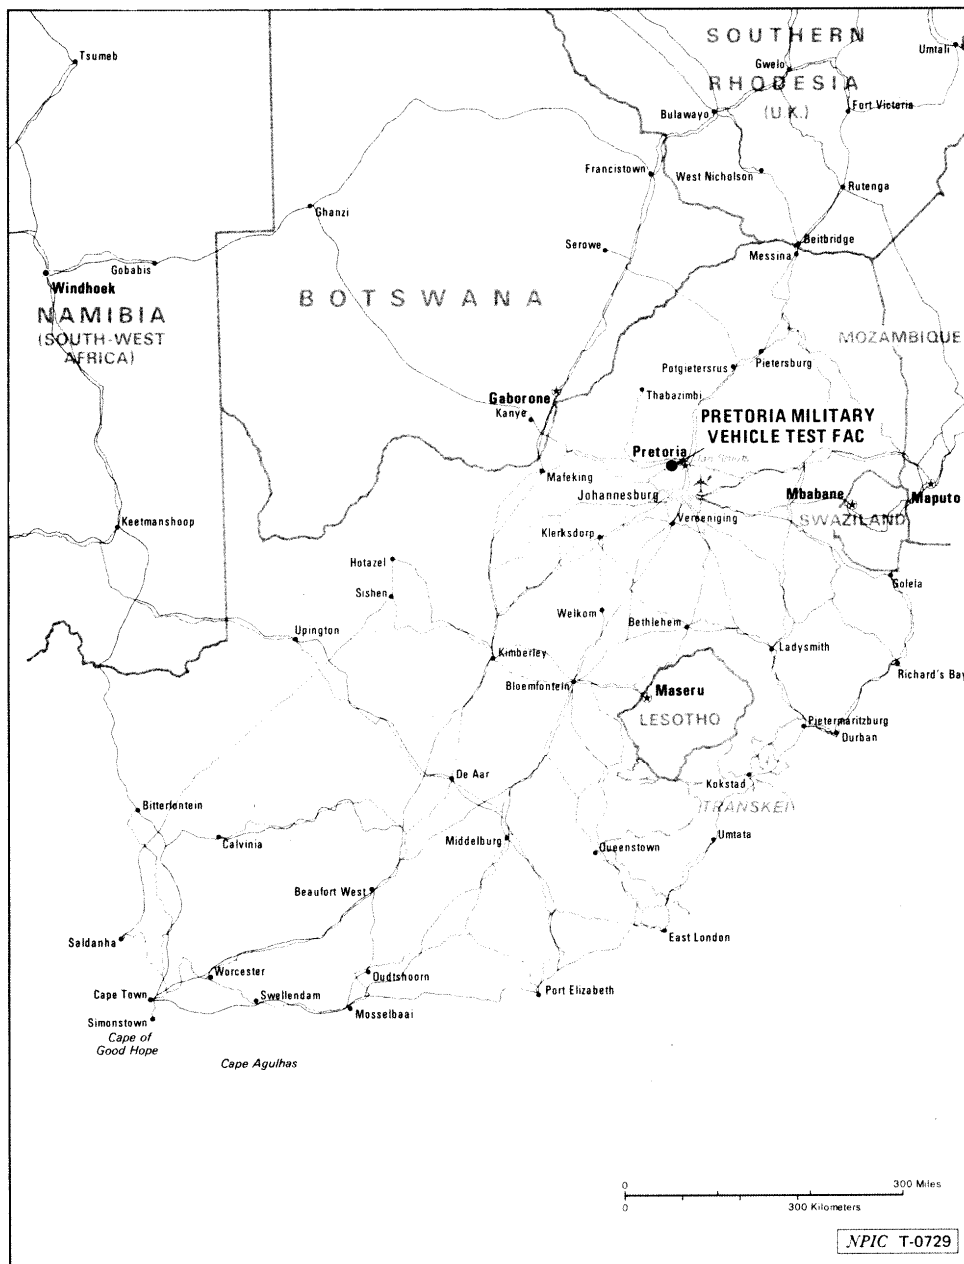 SOUTHERN
Umtali
Tsumeb
Gwelo
RHODESIA
Fort Victoria
(U.K.)
Bulawayo
Francistown
West Nicholson
Rutenga
Ghanzi
Serowe
Beitbridge
Messina
Gobabis
Windhoek
BOTSWANA
NAMIBIA
(SOUTH-WEST
AFRICA)
MOZAMBIQUE
Pietersburg
Potgietersrus
Thabazimbi
Gaborone
Kanye
PRETORIA MILITARY
VEHICLE TEST FAC
Pretoria
Jan Smuts
Mafeking
Johannesburg
Mbabane
Maputo
SWAZILAND
Keetmanshoop
Vereeniging
Klerksdorp
Hotazel
Golela
Sishen
Welkom
Bethlehem
Upington
Ladysmith
Kimberley
Richard's Bay
Bloemfontein
Maseru
LESOTHO
Pietermaritzburg
Durban
De Aar
Kokstad
TRANSKEI
Bitterfontein
Calvinia
Middelburg
Umtata
Queenstown
Beaufort West
Saldanha
East London
Worcester
Oudtshoorn
Cape Town
Swellendam
Port Elizabeth
Mosselbaai
Simonstown
Cape of
Good Hope
Cape Agulhas
0 300 Miles
0 300 Kilometers
NPIC T-0729